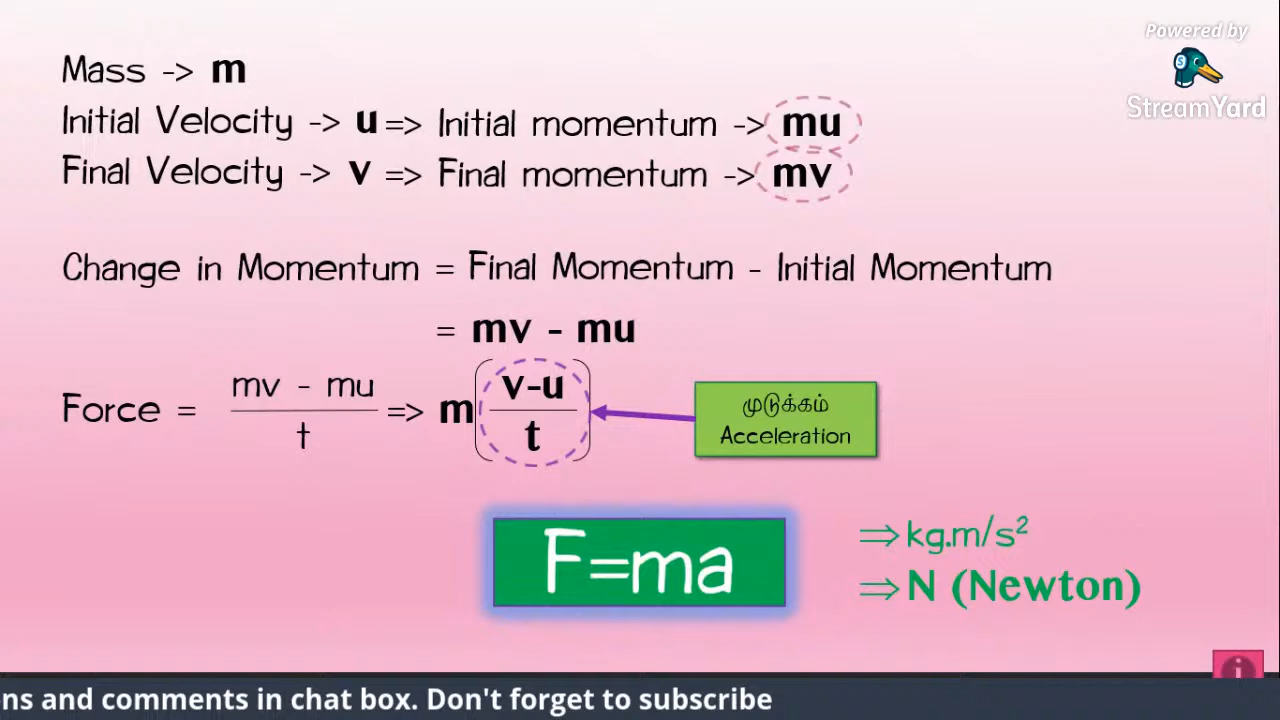 Powered by
StreamYard
Mass -> m
Initial Velocity -> u => Initial momentum -> mu
Final Velocity -> v => Final momentum -> mv
Change in Momentum = Final Momentum - Initial Momentum
= mv - mu
Force = mv - mu / t => m (v-u / t)
முடுக்கம்
Acceleration
F=ma
⇒ kg.m/s²
⇒ N (Newton)
i
ns and comments in chat box. Don't forget to subscribe